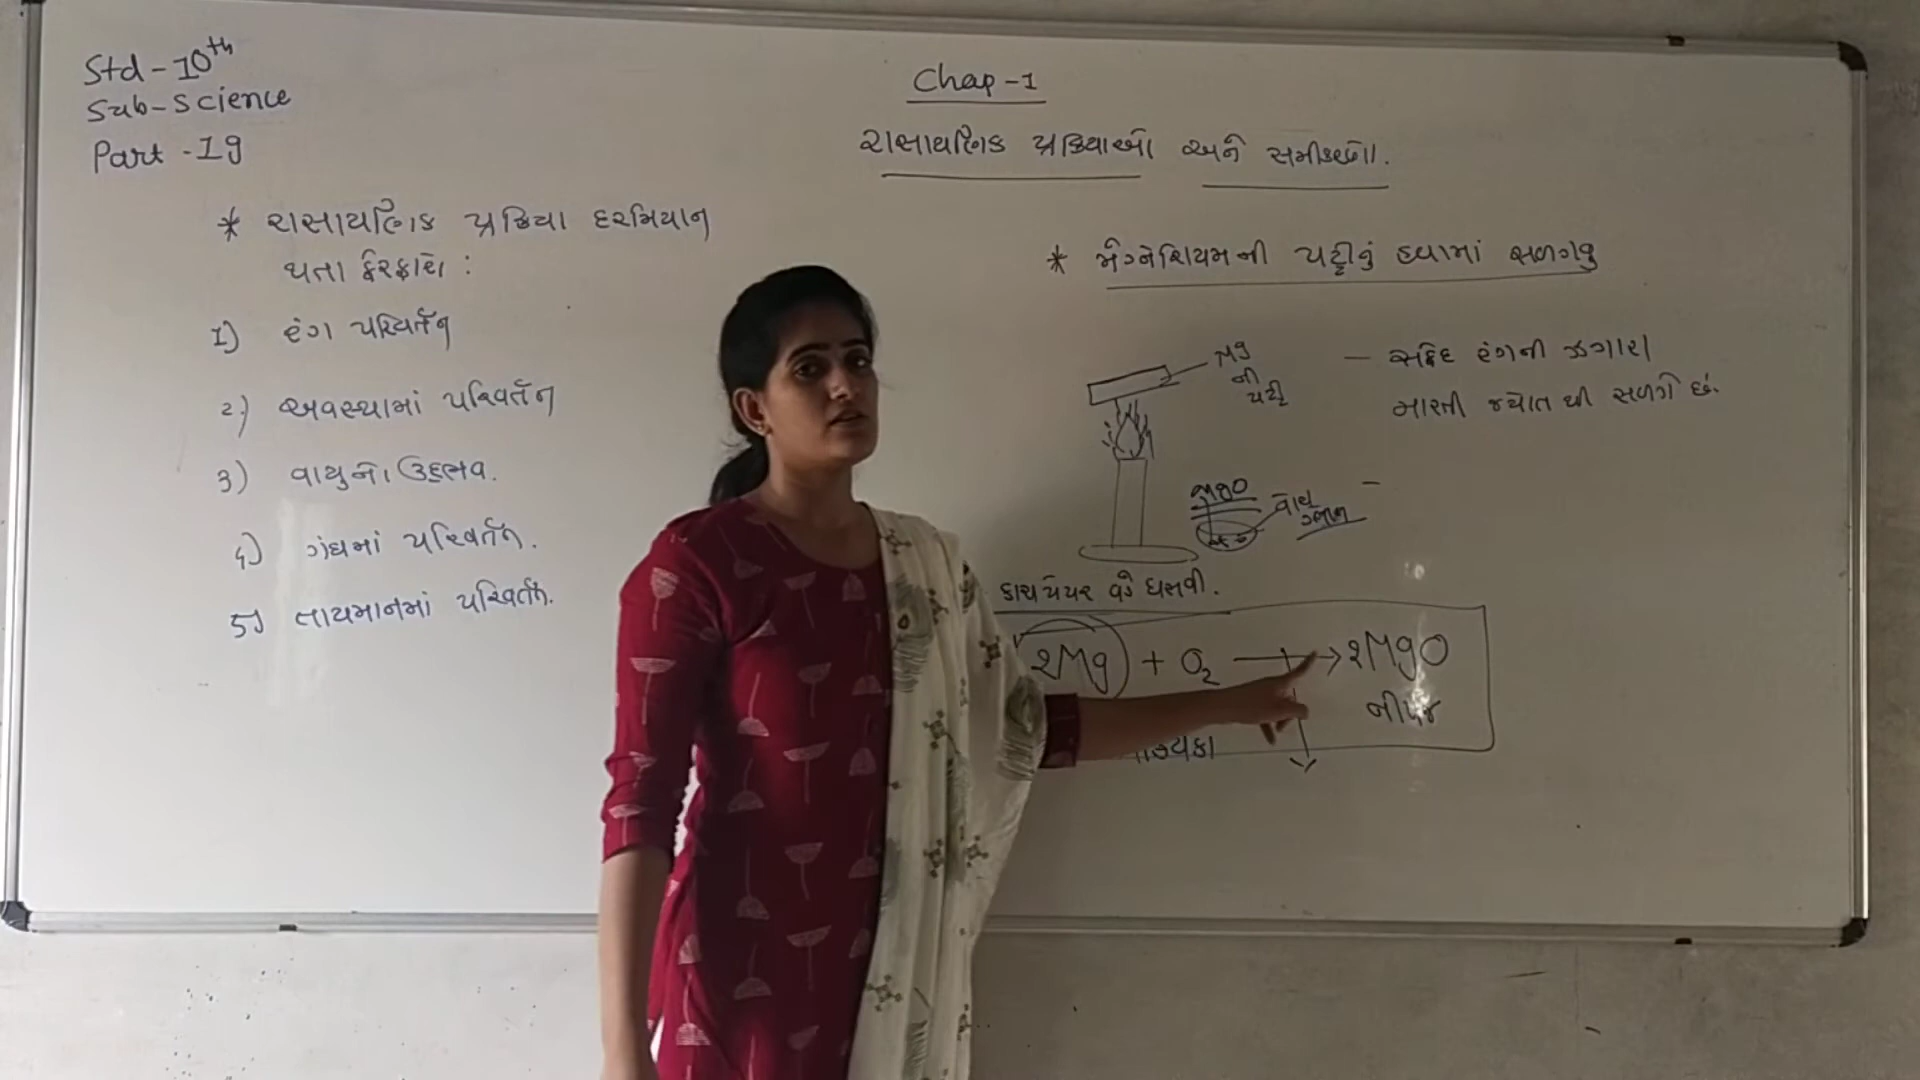 Std - 10th
Sub - Science
Part - 19
Chap - 1
રાસાયણિક પ્રક્રિયાઓ અને સમીકરણો.
* રાસાયણિક પ્રક્રિયા દરમિયાન
થતા ફેરફારો :
1) રંગ પરિવર્તન
2) અવસ્થામાં પરિવર્તન
3) વાયુનો ઉદ્દભવ.
4) ગંધમાં પરિવર્તન.
5) તાપમાનમાં પરિવર્તન.
* મેગ્નેશિયમ ની પટ્ટીનું હવામાં સળગવુ
Mg
ની
પટ્ટી
— સફેદ રંગની ઝગારા
મારતી જ્યોત થી સળગે છે.
MgO
વોચ
ગ્લાસ
—
કાચપેપર વડે ઘસવી.
2Mg + O2 → 2MgO
નીપજ